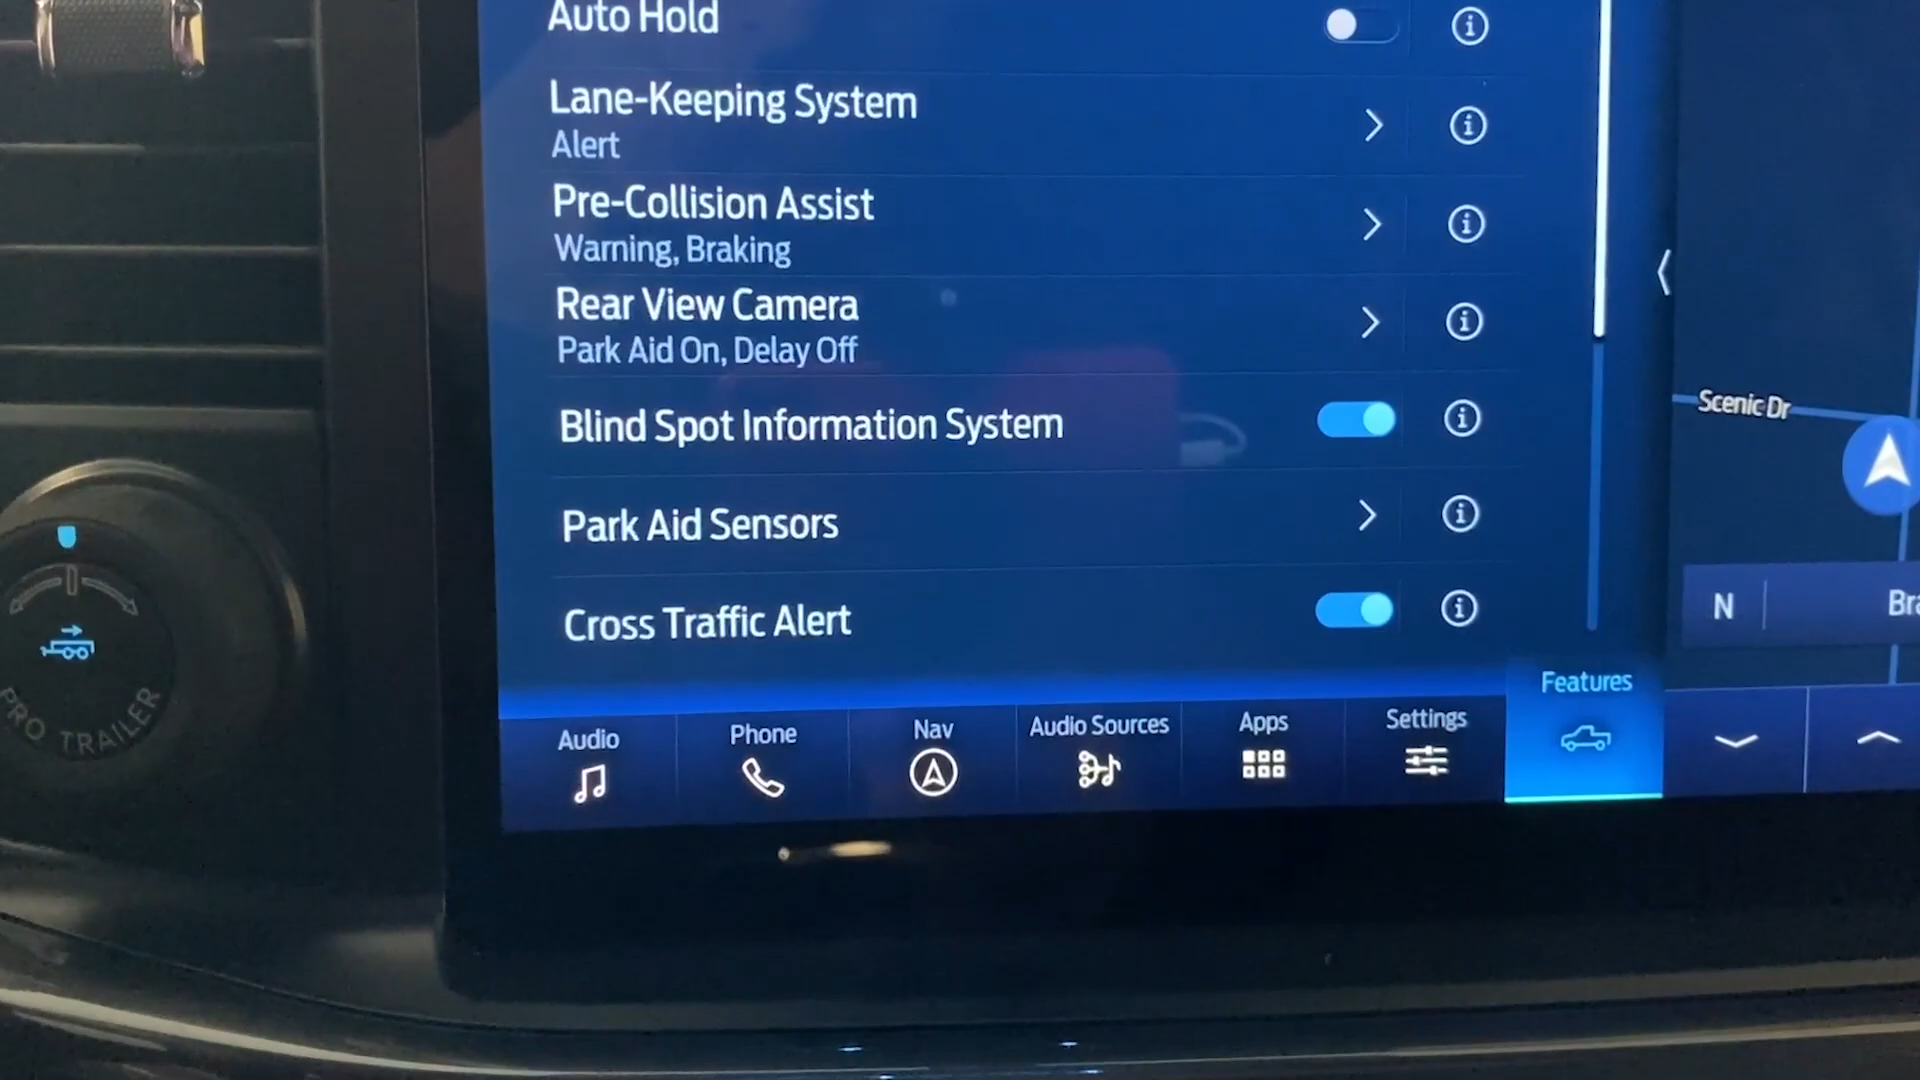 Auto Hold
Lane-Keeping System
Alert
Pre-Collision Assist
Warning, Braking
Rear View Camera
Park Aid On, Delay Off
Blind Spot Information System
Park Aid Sensors
Cross Traffic Alert
Scenic Dr
N
Audio
Phone
Nav
Audio Sources
Apps
Settings
Features
PRO TRAILER